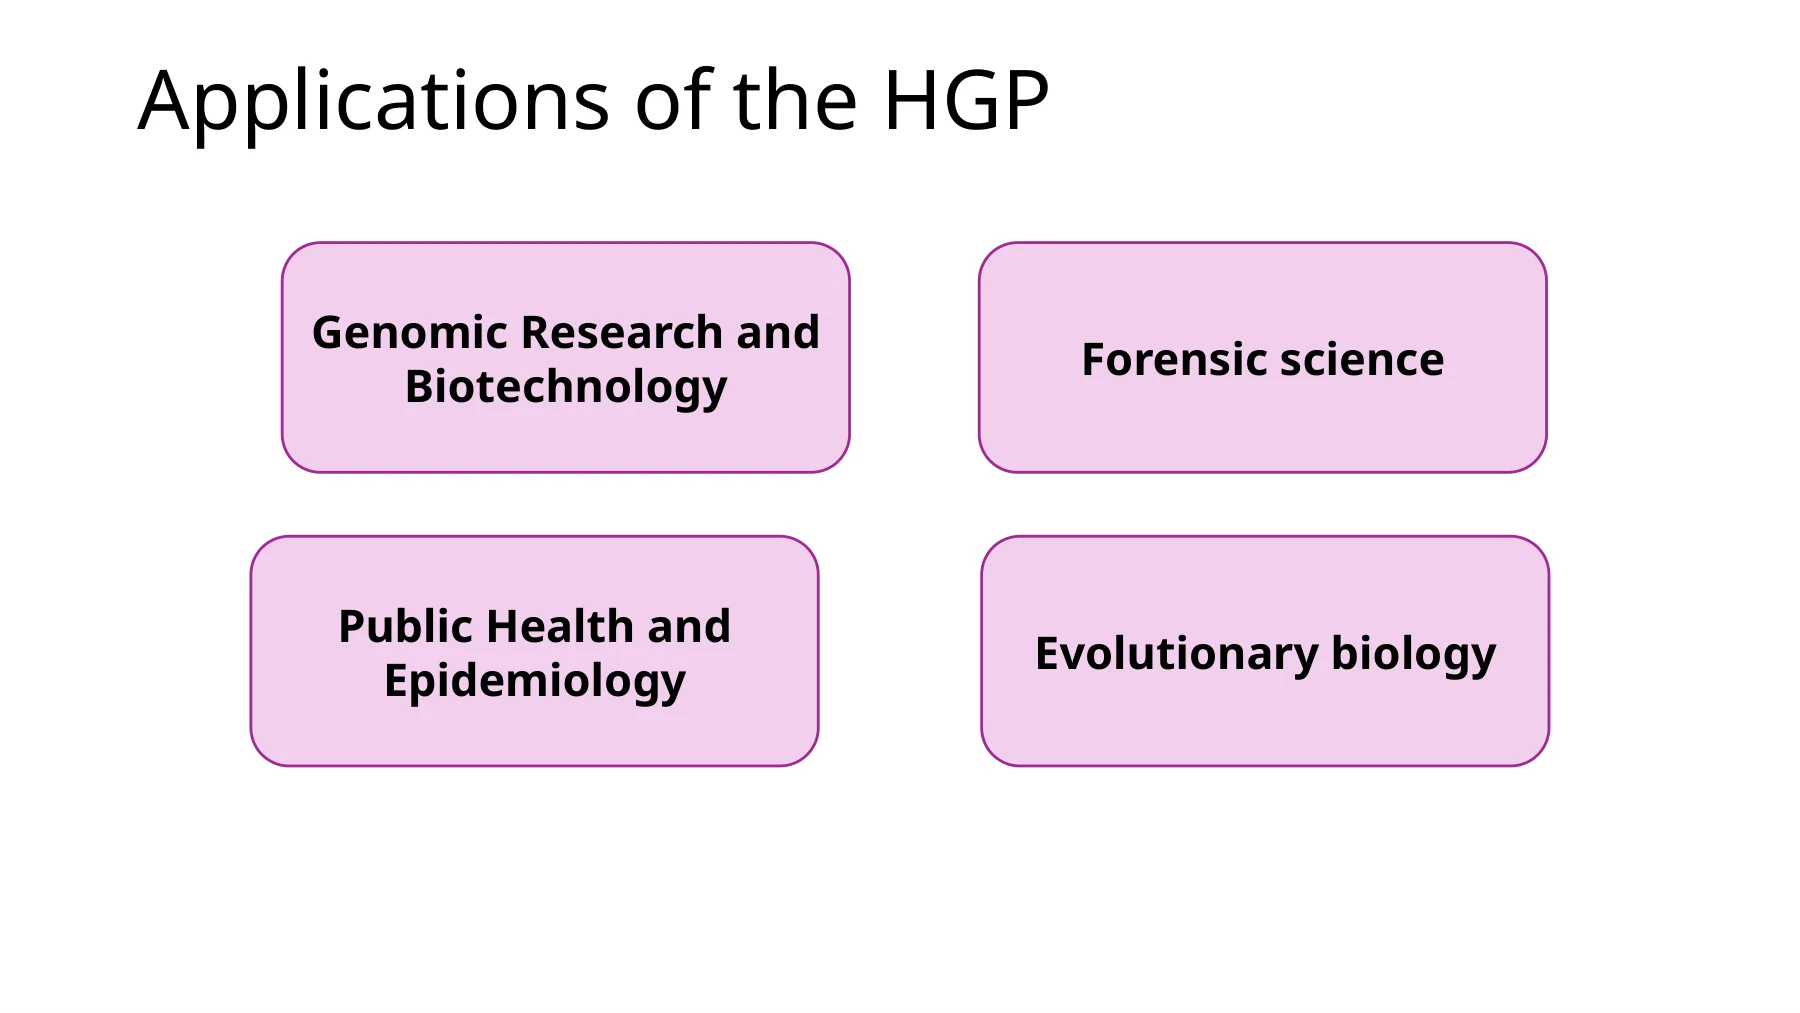 Applications of the HGP
Genomic Research and
Biotechnology
Forensic science
Public Health and
Epidemiology
Evolutionary biology